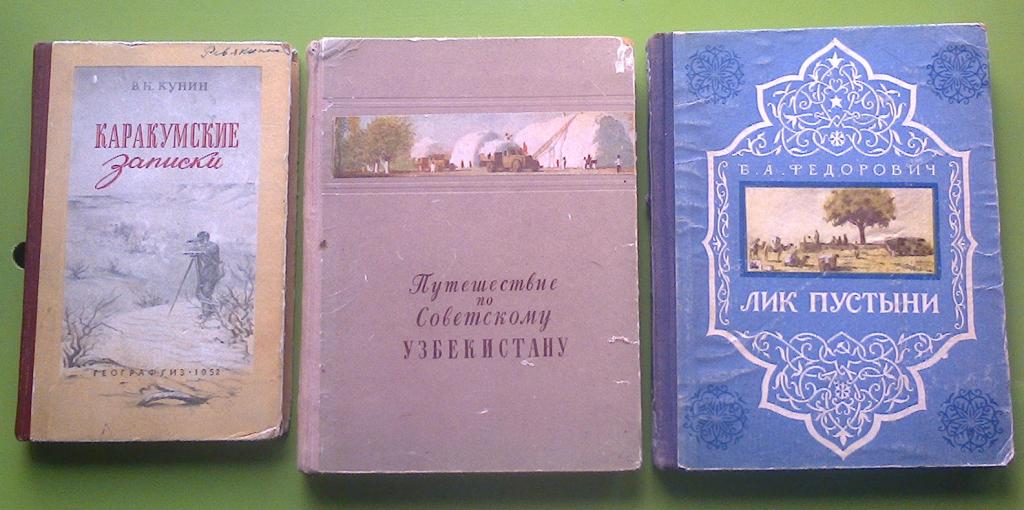 В.Н. КУНИН
КАРАКУМСКИЕ
записки
ГЕОГРАФГИЗ • 1952
Путешествие
по
Советскому
УЗБЕКИСТАНУ
Б. А. ФЕДОРОВИЧ
ЛИК ПУСТЫНИ